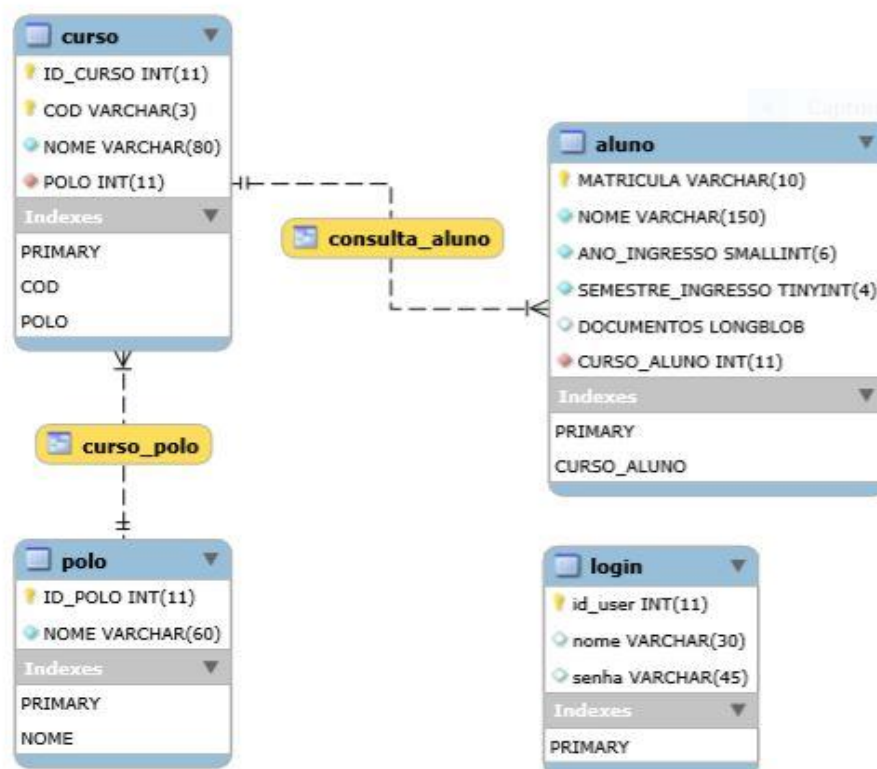 curso
ID_CURSO INT(11)
COD VARCHAR(3)
NOME VARCHAR(80)
POLO INT(11)
Indexes
PRIMARY
COD
POLO
consulta_aluno
aluno
MATRICULA VARCHAR(10)
NOME VARCHAR(150)
ANO_INGRESSO SMALLINT(6)
SEMESTRE_INGRESSO TINYINT(4)
DOCUMENTOS LONGBLOB
CURSO_ALUNO INT(11)
Indexes
PRIMARY
CURSO_ALUNO
curso_polo
polo
ID_POLO INT(11)
NOME VARCHAR(60)
Indexes
PRIMARY
NOME
login
id_user INT(11)
nome VARCHAR(30)
senha VARCHAR(45)
Indexes
PRIMARY